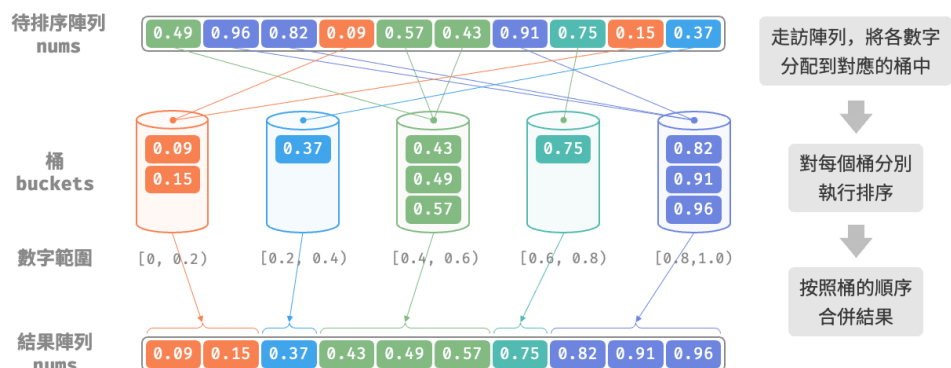 待排序陣列
nums
0.49 0.96 0.82 0.09 0.57 0.43 0.91 0.75 0.15 0.37
走訪陣列，將各數字
分配到對應的桶中
桶
buckets
0.09
0.15
0.37
0.43
0.49
0.57
0.75
0.82
0.91
0.96
對每個桶分別
執行排序
數字範圍
[0, 0.2) [0.2, 0.4) [0.4, 0.6) [0.6, 0.8) [0.8,1.0)
按照桶的順序
合併結果
結果陣列
nums
0.09 0.15 0.37 0.43 0.49 0.57 0.75 0.82 0.91 0.96